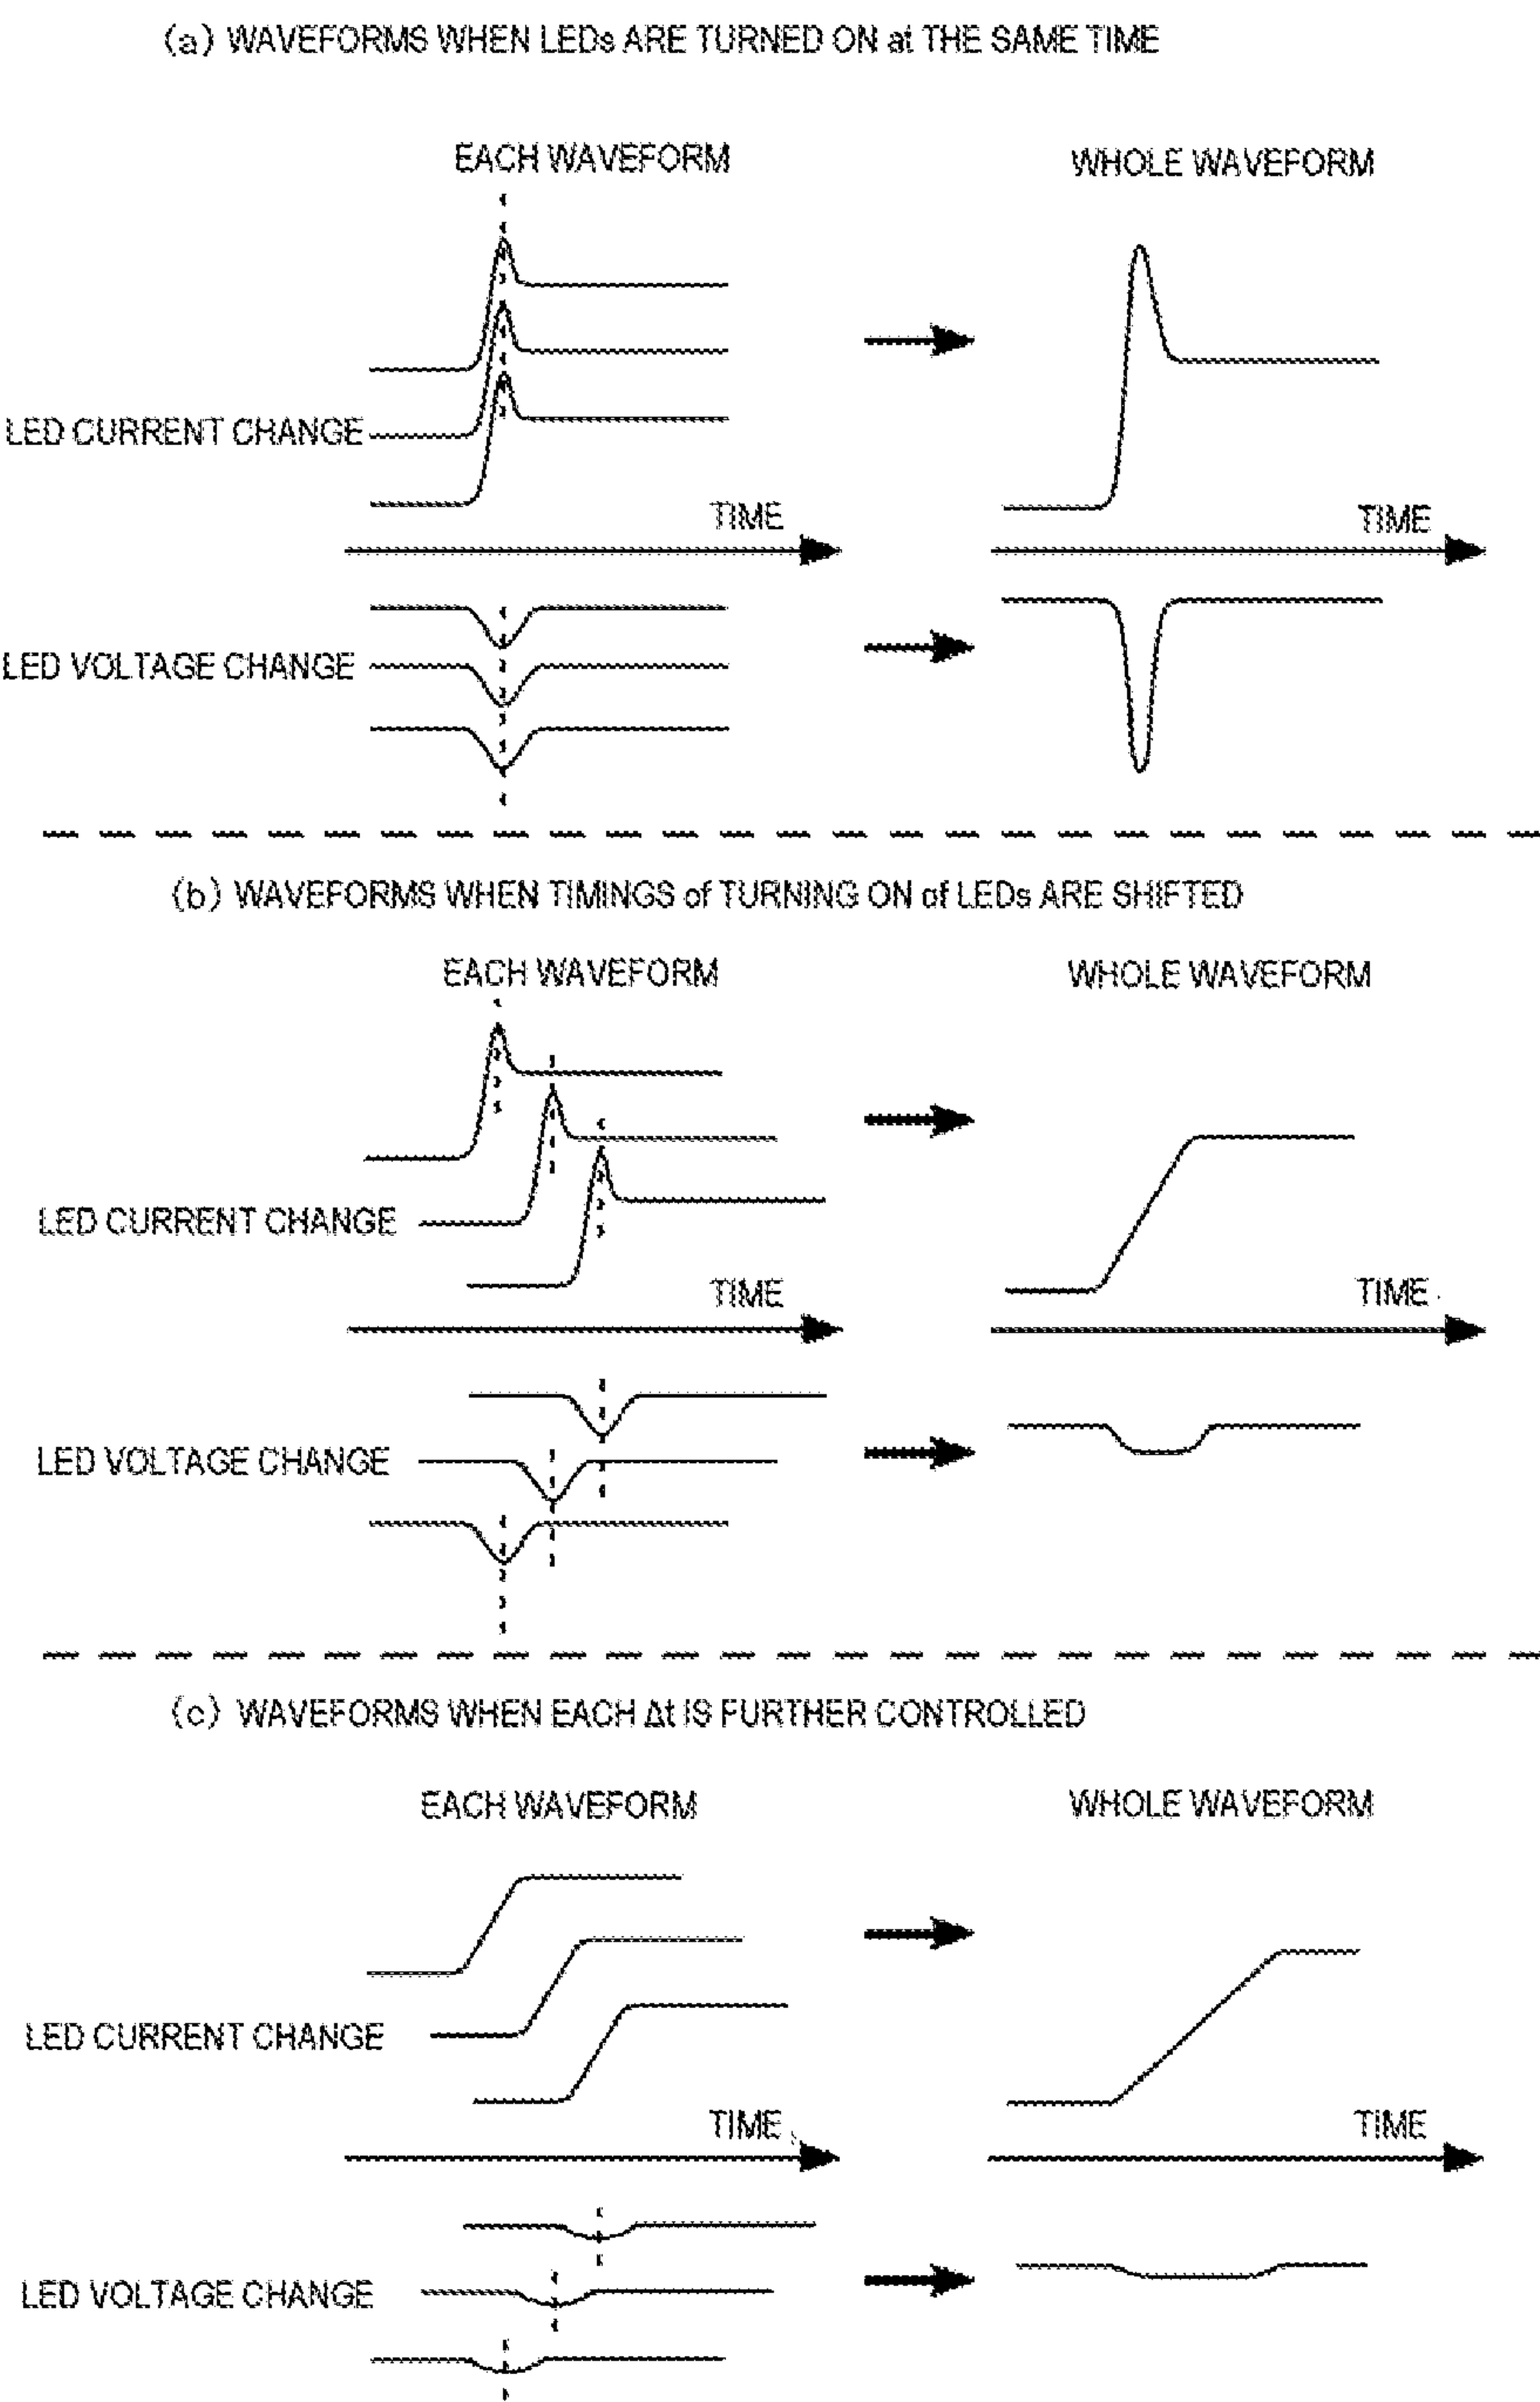 (a) WAVEFORMS WHEN LEDs ARE TURNED ON at THE SAME TIME
EACH WAVEFORM
WHOLE WAVEFORM
LED CURRENT CHANGE
TIME
TIME
LED VOLTAGE CHANGE
(b) WAVEFORMS WHEN TIMINGS of TURNING ON of LEDs ARE SHIFTED
EACH WAVEFORM
WHOLE WAVEFORM
LED CURRENT CHANGE
TIME
TIME
LED VOLTAGE CHANGE
(c) WAVEFORMS WHEN EACH Δt IS FURTHER CONTROLLED
EACH WAVEFORM
WHOLE WAVEFORM
LED CURRENT CHANGE
TIME
TIME
LED VOLTAGE CHANGE